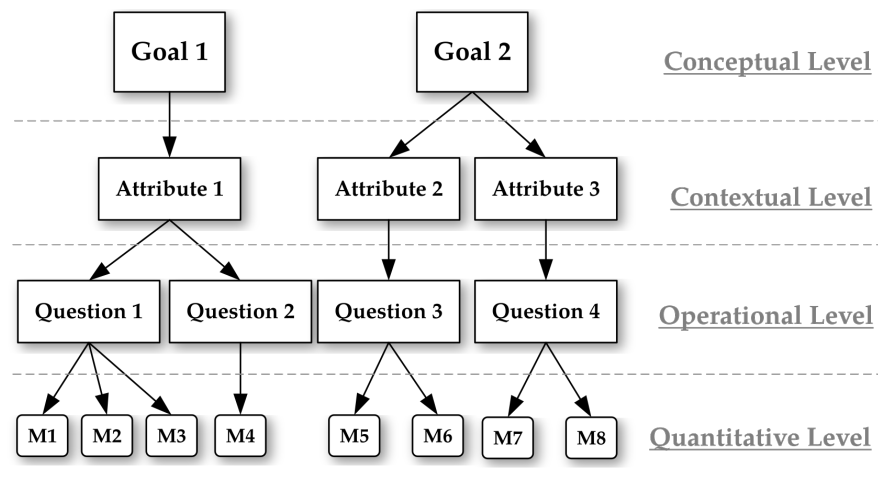 Goal 1
Goal 2
Conceptual Level
Attribute 1
Attribute 2
Attribute 3
Contextual Level
Question 1
Question 2
Question 3
Question 4
Operational Level
M1
M2
M3
M4
M5
M6
M7
M8
Quantitative Level